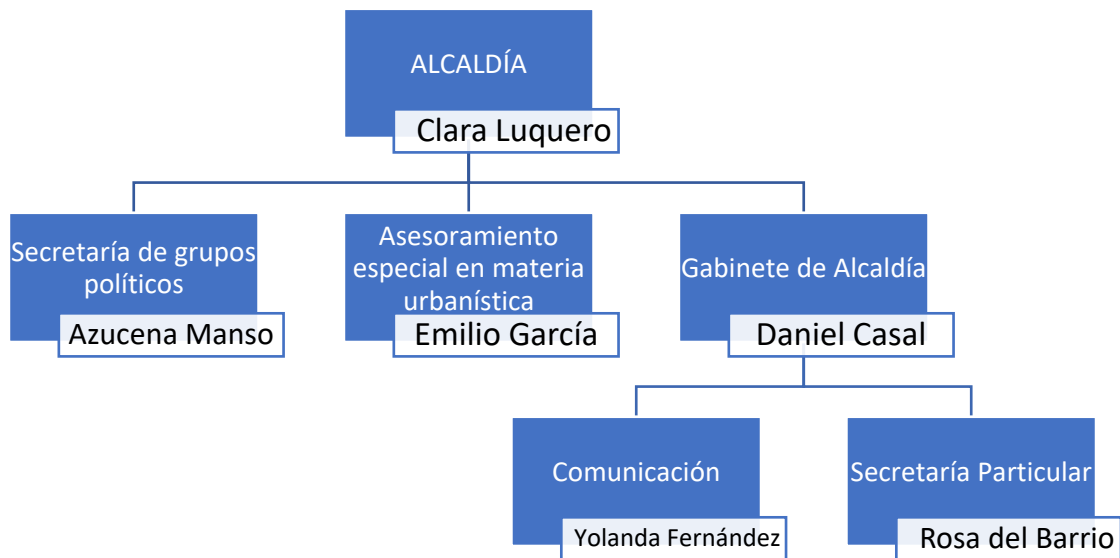 ALCALDÍA
Clara Luquero
Secretaría de grupos
políticos
Azucena Manso
Asesoramiento
especial en materia
urbanística
Emilio García
Gabinete de Alcaldía
Daniel Casal
Comunicación
Yolanda Fernández
Secretaría Particular
Rosa del Barrio